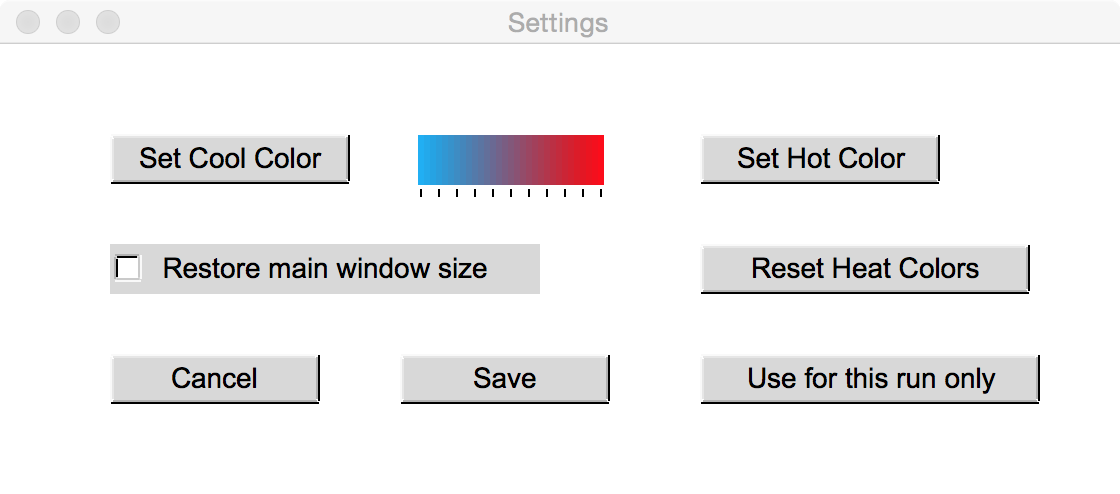 Settings
Set Cool Color
Set Hot Color
Restore main window size
Reset Heat Colors
Cancel
Save
Use for this run only